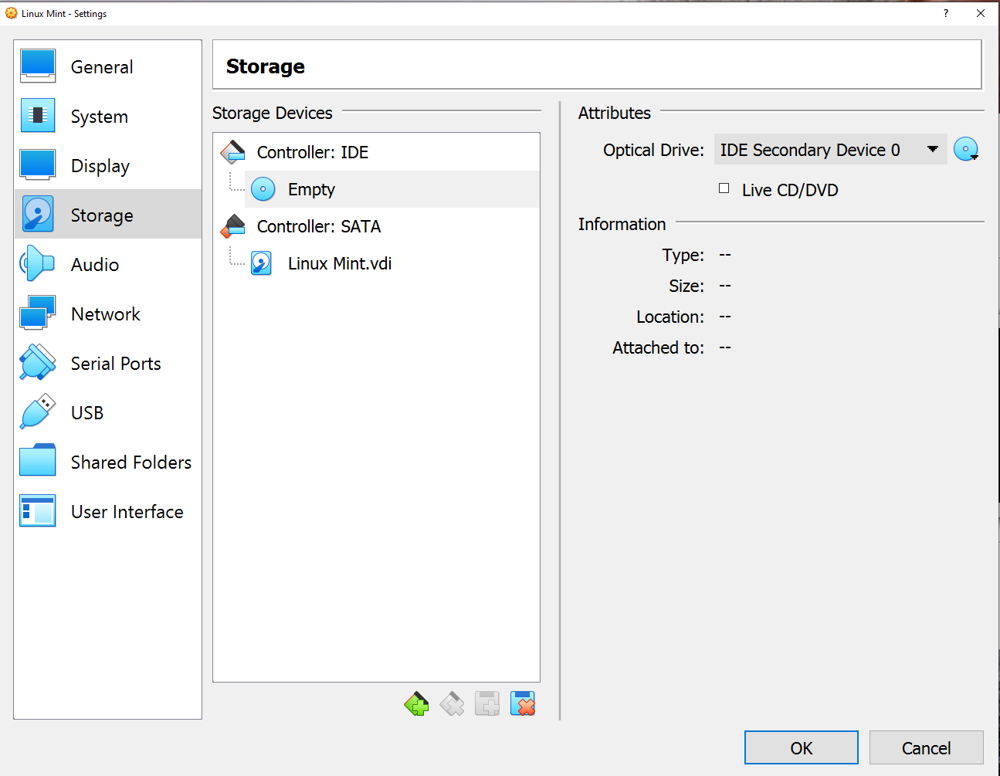 Linux Mint - Settings
?
General
System
Display
Storage
Audio
Network
Serial Ports
USB
Shared Folders
User Interface
Storage
Storage Devices
Controller: IDE
Empty
Controller: SATA
Linux Mint.vdi
Attributes
Optical Drive: IDE Secondary Device 0
Live CD/DVD
Information
Type: --
Size: --
Location: --
Attached to: --
OK Cancel